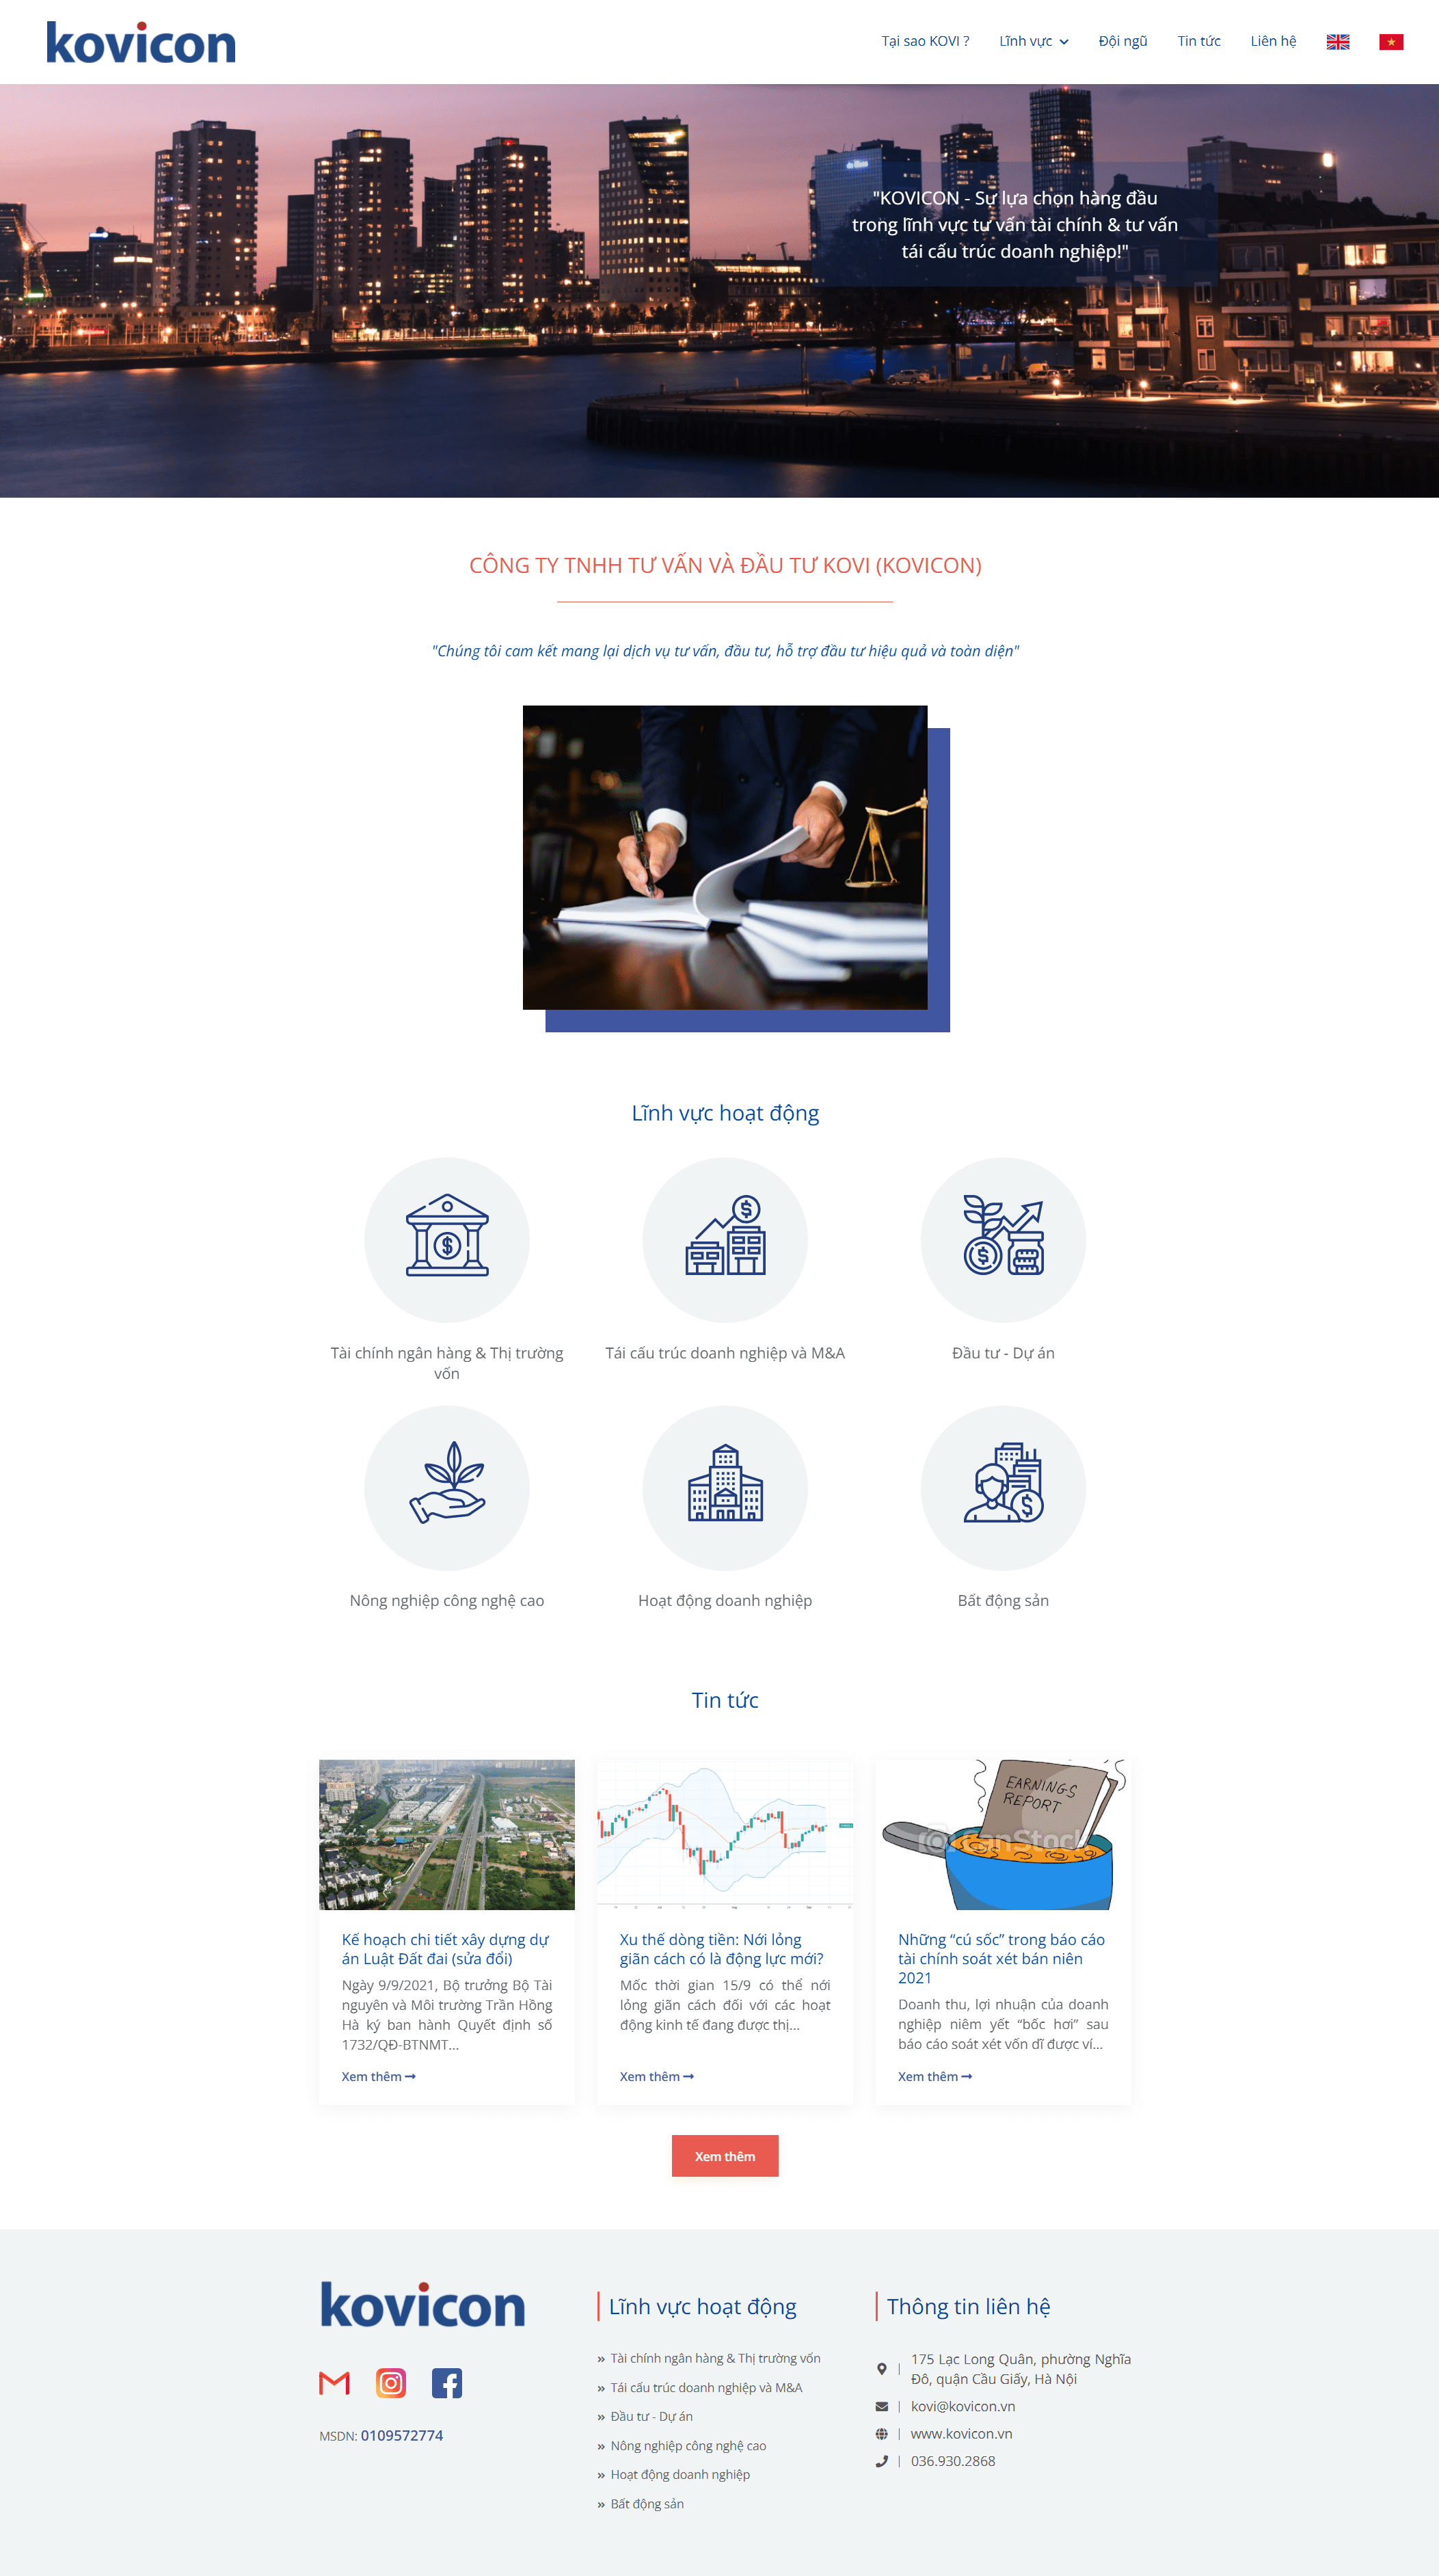 kovicon
Tại sao KOVI ?
Lĩnh vực
Đội ngũ
Tin tức
Liên hệ
"KOVICON - Sự lựa chọn hàng đầu
trong lĩnh vực tư vấn tài chính & tư vấn
tái cấu trúc doanh nghiệp!"
CÔNG TY TNHH TƯ VẤN VÀ ĐẦU TƯ KOVI (KOVICON)
"Chúng tôi cam kết mang lại dịch vụ tư vấn, đầu tư, hỗ trợ đầu tư hiệu quả và toàn diện"
Lĩnh vực hoạt động
Tài chính ngân hàng & Thị trường
vốn
Tái cấu trúc doanh nghiệp và M&A
Đầu tư - Dự án
Nông nghiệp công nghệ cao
Hoạt động doanh nghiệp
Bất động sản
Tin tức
Kế hoạch chi tiết xây dựng dự
án Luật Đất đai (sửa đổi)
Ngày 9/9/2021, Bộ trưởng Bộ Tài
nguyên và Môi trường Trần Hồng
Hà ký ban hành Quyết định số
1732/QĐ-BTNMT...
Xem thêm
Xu thế dòng tiền: Nới lỏng
giãn cách có là động lực mới?
Mốc thời gian 15/9 có thể nới
lỏng giãn cách đối với các hoạt
động kinh tế đang được thị...
Xem thêm
EARNINGS
REPORT
CanStock
Những “cú sốc” trong báo cáo
tài chính soát xét bán niên
2021
Doanh thu, lợi nhuận của doanh
nghiệp niêm yết “bốc hơi” sau
báo cáo soát xét vốn dĩ được ví...
Xem thêm
Xem thêm
kovicon
MSDN: 0109572774
Lĩnh vực hoạt động
» Tài chính ngân hàng & Thị trường vốn
» Tái cấu trúc doanh nghiệp và M&A
» Đầu tư - Dự án
» Nông nghiệp công nghệ cao
» Hoạt động doanh nghiệp
» Bất động sản
Thông tin liên hệ
175 Lạc Long Quân, phường Nghĩa
Đô, quận Cầu Giấy, Hà Nội
kovi@kovicon.vn
www.kovicon.vn
036.930.2868